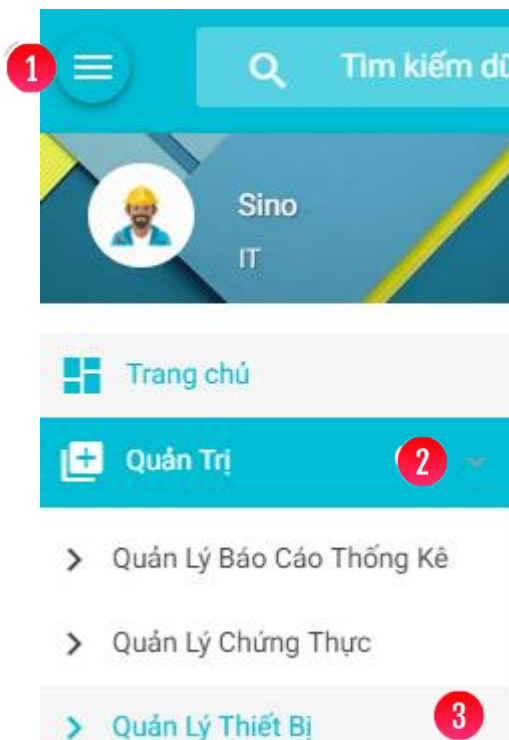 1
Tìm kiếm dữ
Sino
IT
Trang chủ
Quản Trị 2
Quản Lý Báo Cáo Thống Kê
Quản Lý Chứng Thực
Quản Lý Thiết Bị 3